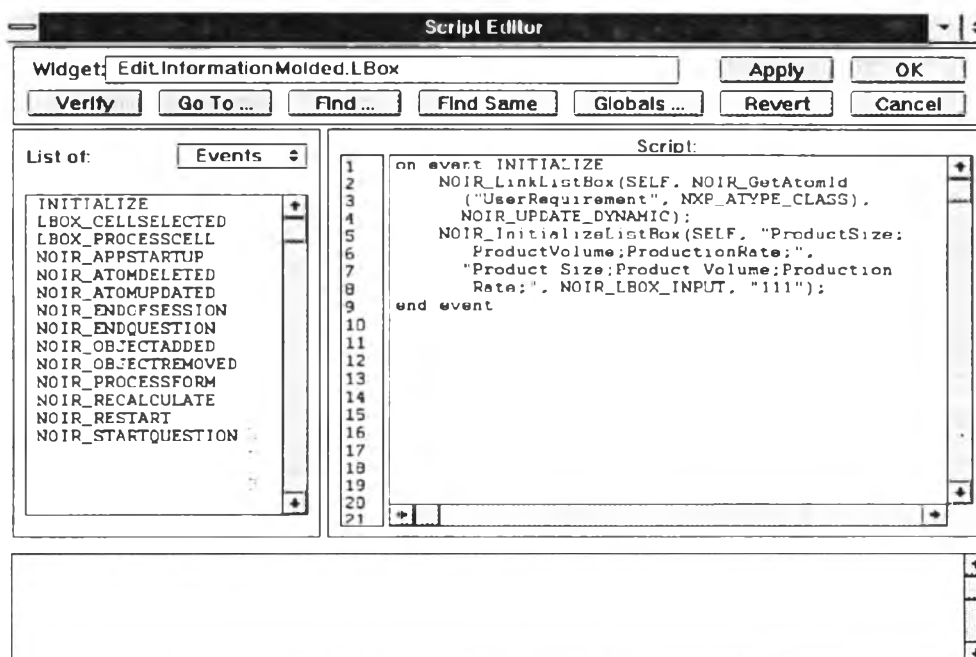 Script Editor
Widget: Edit.InformationMolded.LBox
Apply
OK
Verify
Go To ...
Find ...
Find Same
Globals ...
Revert
Cancel
List of:
Events
INITIALIZE
LBOX_CELLSELECTED
LBOX_PROCESSCELL
NOIR_APPSTARTUP
NOIR_ATOMDELETED
NOIR_ATOMUPDATED
NOIR_ENDOFSESSION
NOIR_ENDQUESTION
NOIR_OBJECTADDED
NOIR_OBJECTREMOVED
NOIR_PROCESSFORM
NOIR_RECALCULATE
NOIR_RESTART
NOIR_STARTQUESTION
Script:
1 on event INITIALIZE
2 NOIR_LinkListBox(SELF, NOIR_GetAtomId
3 ("UserRequirement", NXP_ATYPE_CLASS),
4 NOIR_UPDATE_DYNAMIC);
5 NOIR_InitializeListBox(SELF, "ProductSize;
6 ProductVolume;ProductionRate;",
7 "Product Size;Product Volume;Production
8 Rate;", NOIR_LBOX_INPUT, "111");
9 end event
10
11
12
13
14
15
16
17
18
19
20
21